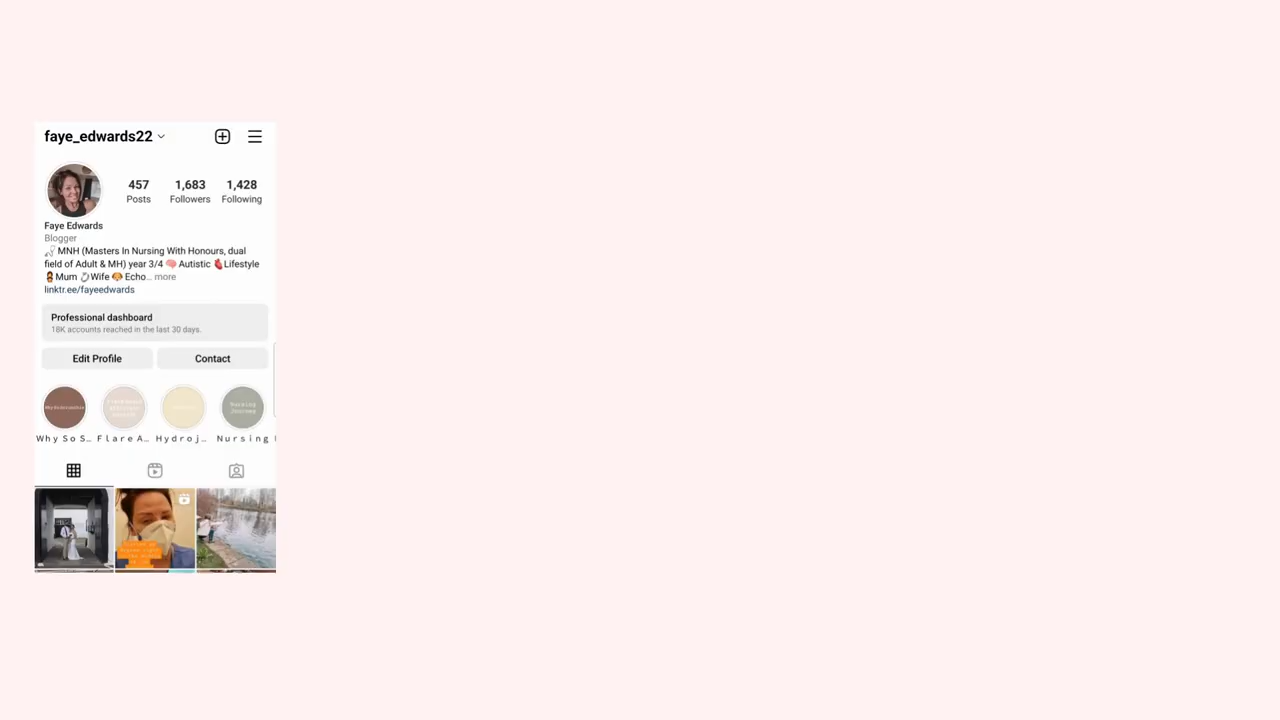 faye_edwards22
457
1,683
1,428
Posts
Followers
Following
Faye Edwards
Blogger
MNH (Masters In Nursing With Honours, dual
field of Adult & MH) year 3/4 🧠 Autistic 🫀Lifestyle
Mum 💍Wife Echo... more
linktr.ee/fayeedwards
Professional dashboard
18K accounts reached in the last 30 days.
Edit Profile
Contact
Nursing
Journey
Why So S...
Flare A...
Hydroj...
Nursing